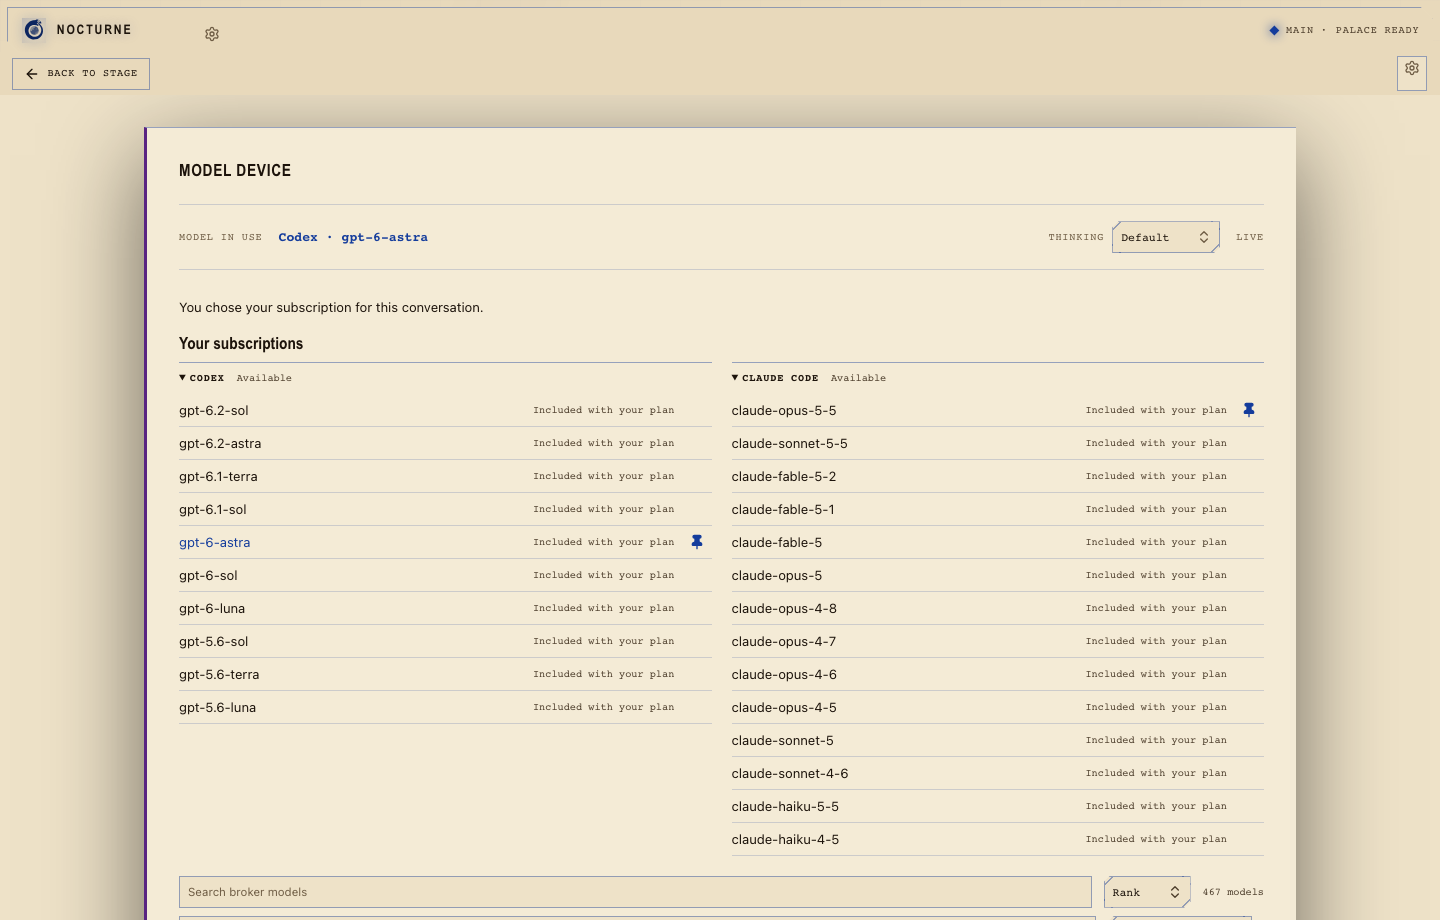 NOCTURNE
MAIN · PALACE READY
BACK TO STAGE
MODEL DEVICE
MODEL IN USE Codex · gpt-6-astra THINKING Default LIVE
You chose your subscription for this conversation.
Your subscriptions
CODEX Available
gpt-6.2-sol Included with your plan
gpt-6.2-astra Included with your plan
gpt-6.1-terra Included with your plan
gpt-6.1-sol Included with your plan
gpt-6-astra Included with your plan
gpt-6-sol Included with your plan
gpt-6-luna Included with your plan
gpt-5.6-sol Included with your plan
gpt-5.6-terra Included with your plan
gpt-5.6-luna Included with your plan
CLAUDE CODE Available
claude-opus-5-5 Included with your plan
claude-sonnet-5-5 Included with your plan
claude-fable-5-2 Included with your plan
claude-fable-5-1 Included with your plan
claude-fable-5 Included with your plan
claude-opus-5 Included with your plan
claude-opus-4-8 Included with your plan
claude-opus-4-7 Included with your plan
claude-opus-4-6 Included with your plan
claude-opus-4-5 Included with your plan
claude-sonnet-5 Included with your plan
claude-sonnet-4-6 Included with your plan
claude-haiku-5-5 Included with your plan
claude-haiku-4-5 Included with your plan
Search broker models Rank 467 models